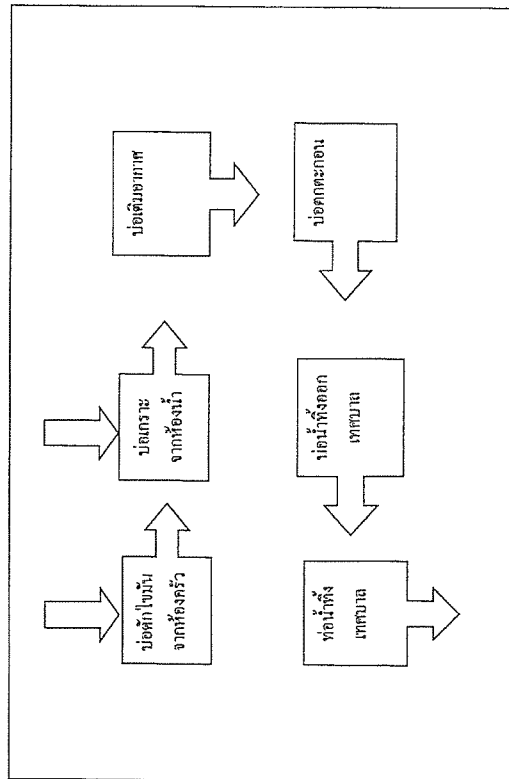 บ่อดักไขมัน
จากห้องครัว
บ่อเกราะ
จากห้องน้ำ
บ่อเติมอากาศ
บ่อตกตะกอน
บ่อน้ำทิ้งออก
เทศบาล
ท่อน้ำทิ้ง
เทศบาล